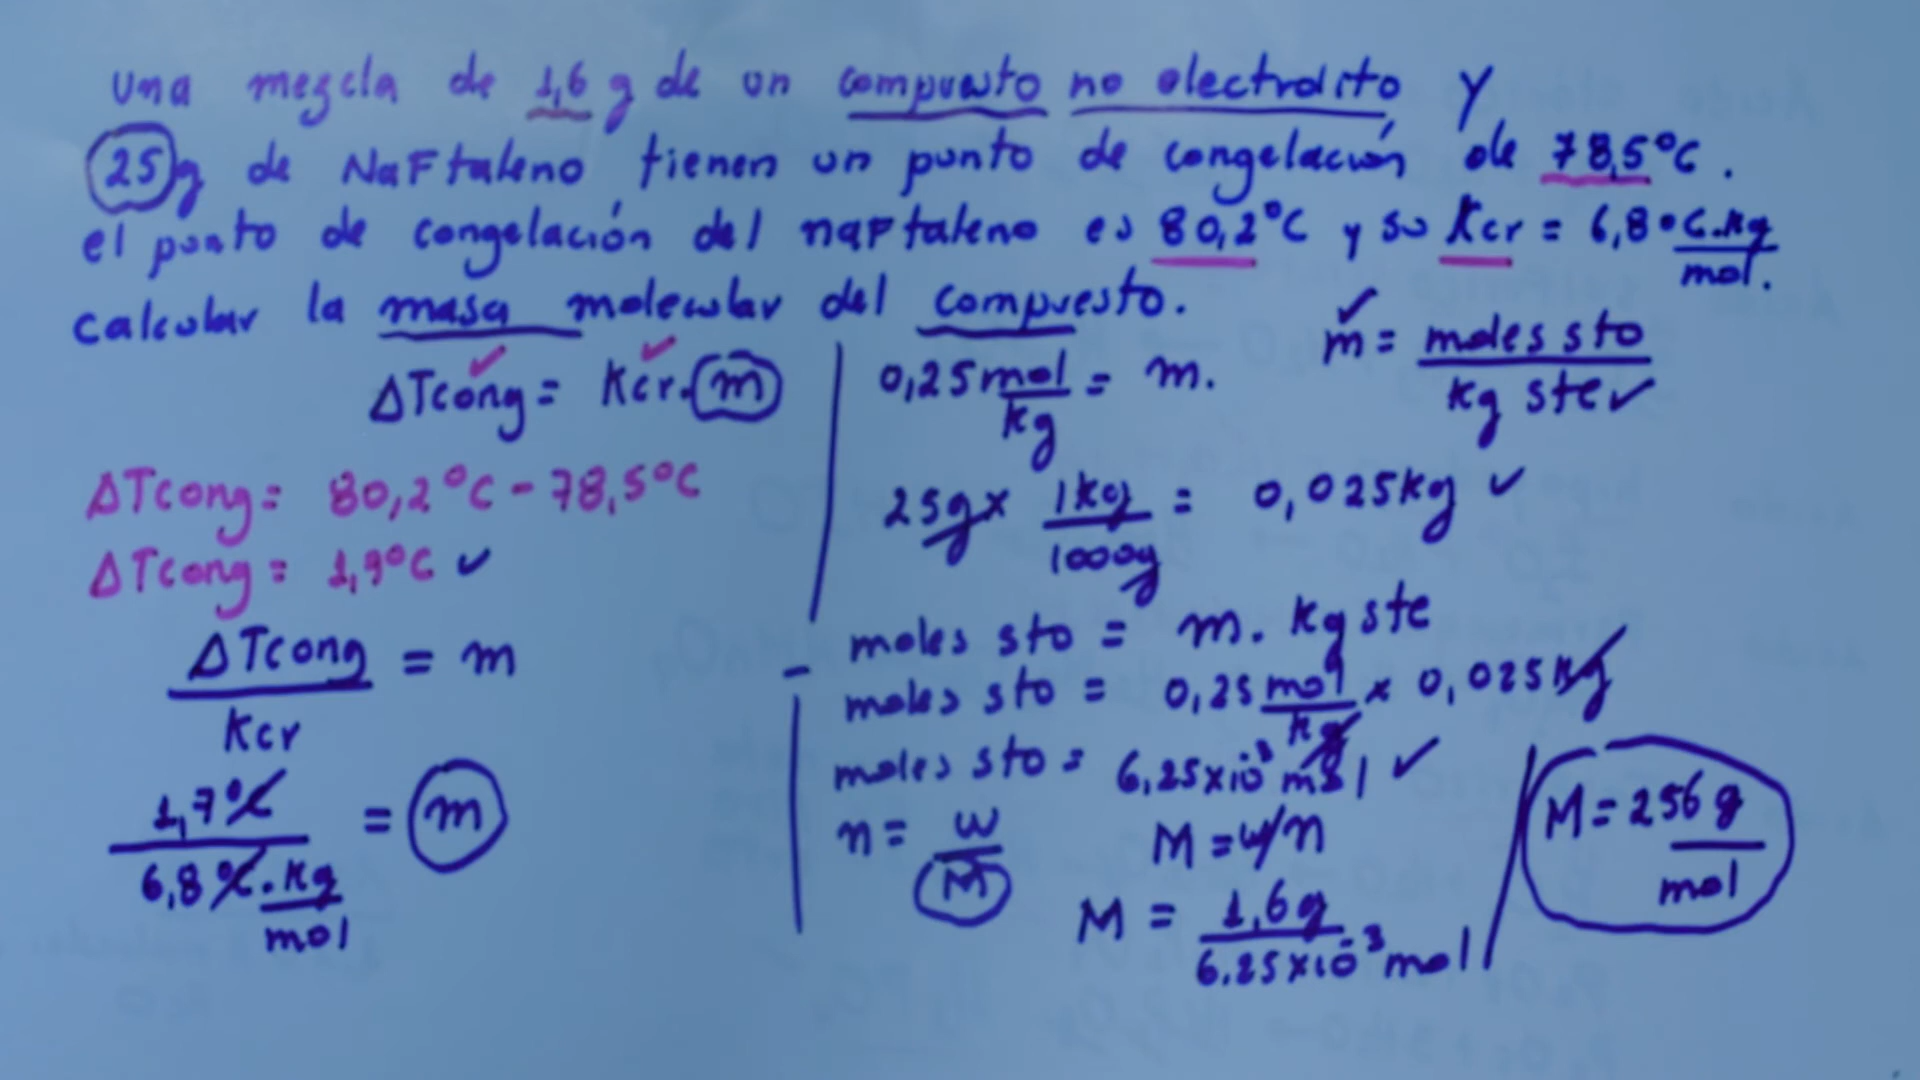 una mezcla de 1,6 g de un compuesto no electrolito y
25 g de Naftaleno tienen un punto de congelación de 78,5°C.
el punto de congelación del naftaleno es 80,2°C y su Kcr = 6,8 °C.kg/mol.
calcular la masa molecular del compuesto.
ΔTcong = Kcr.m
ΔTcong = 80,2°C - 78,5°C
ΔTcong = 1,7°C ✓
ΔTcong/Kcr = m
1,7°C / 6,8 °C.kg/mol = m
0,25 mol/kg = m.
m = moles sto / kg ste ✓
25g x 1kg/1000g = 0,025kg ✓
moles sto = m. kg ste
moles sto = 0,25 mol/kg x 0,025kg
moles sto = 6,25x10⁻³ mol ✓
n = w/M
M = w/n
M = 1,6g / 6.25x10⁻³ mol
M = 256 g/mol